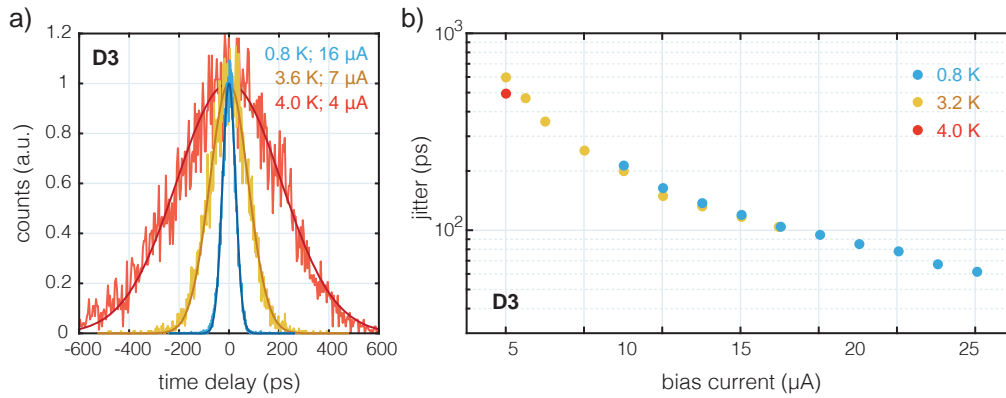 a)
D3
0.8 K; 16 µA
3.6 K; 7 µA
4.0 K; 4 µA
1.2
1
0.8
0.6
0.4
0.2
0
counts (a.u.)
-600 -400 -200 0 200 400 600
time delay (ps)
b)
10³
10²
jitter (ps)
0.8 K
3.2 K
4.0 K
D3
5 10 15 20 25
bias current (µA)